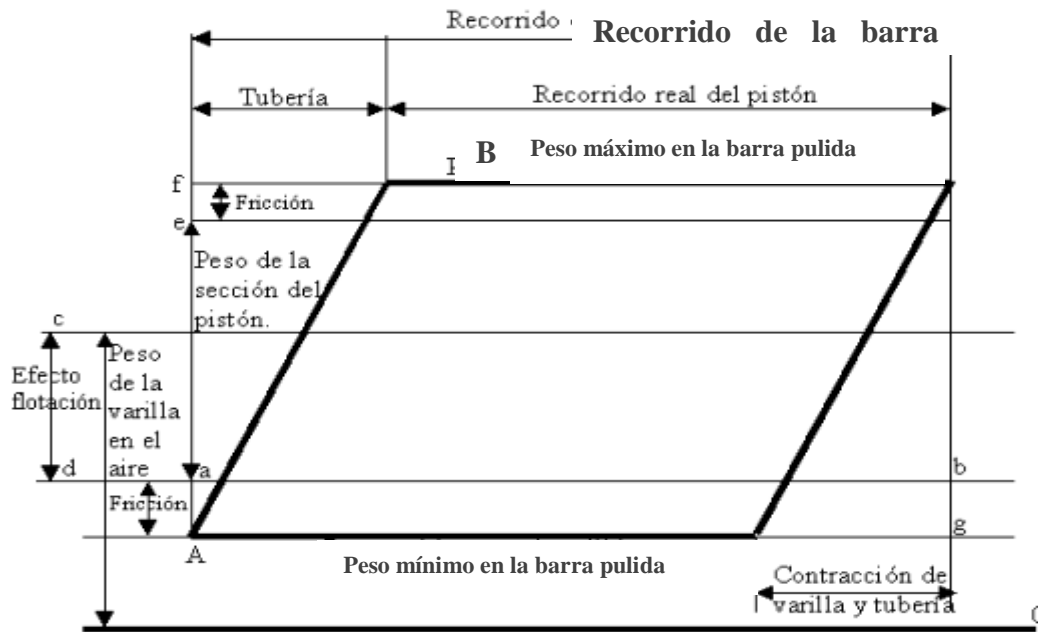 Recorrido
Recorrido de la barra
Tubería
Recorrido real del pistón
B
Peso máximo en la barra pulida
f
Fricción
e
Peso de la
sección del
pistón.
c
Peso
de la
varilla
en el
aire
Efecto
flotación
d
a
b
Fricción
g
A
Peso mínimo en la barra pulida
Contracción de
varilla y tubería